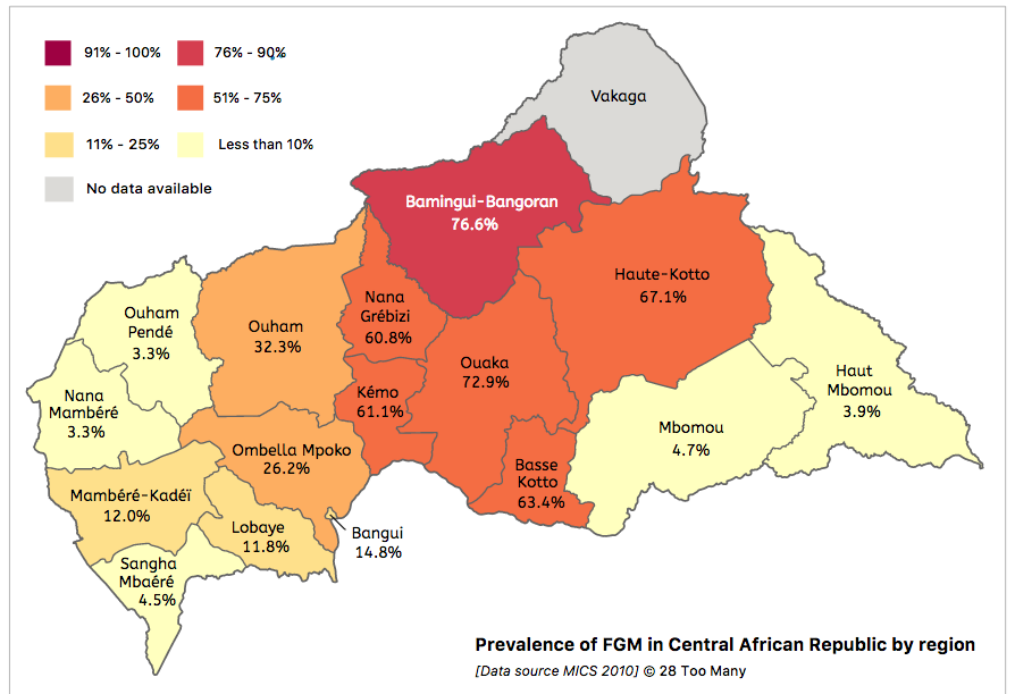 91% - 100%
76% - 90%
26% - 50%
51% - 75%
11% - 25%
Less than 10%
No data available
Vakaga
Bamingui-Bangoran
76.6%
Haute-Kotto
67.1%
Nana
Grébizi
60.8%
Ouham
Pendé
3.3%
Ouham
32.3%
Ouaka
72.9%
Kémo
61.1%
Haut
Mbomou
3.9%
Nana
Mambéré
3.3%
Mbomou
4.7%
Ombella Mpoko
26.2%
Basse
Kotto
63.4%
Mambéré-Kadéï
12.0%
Lobaye
11.8%
Bangui
14.8%
Sangha
Mbaéré
4.5%
Prevalence of FGM in Central African Republic by region
[Data source MICS 2010] © 28 Too Many